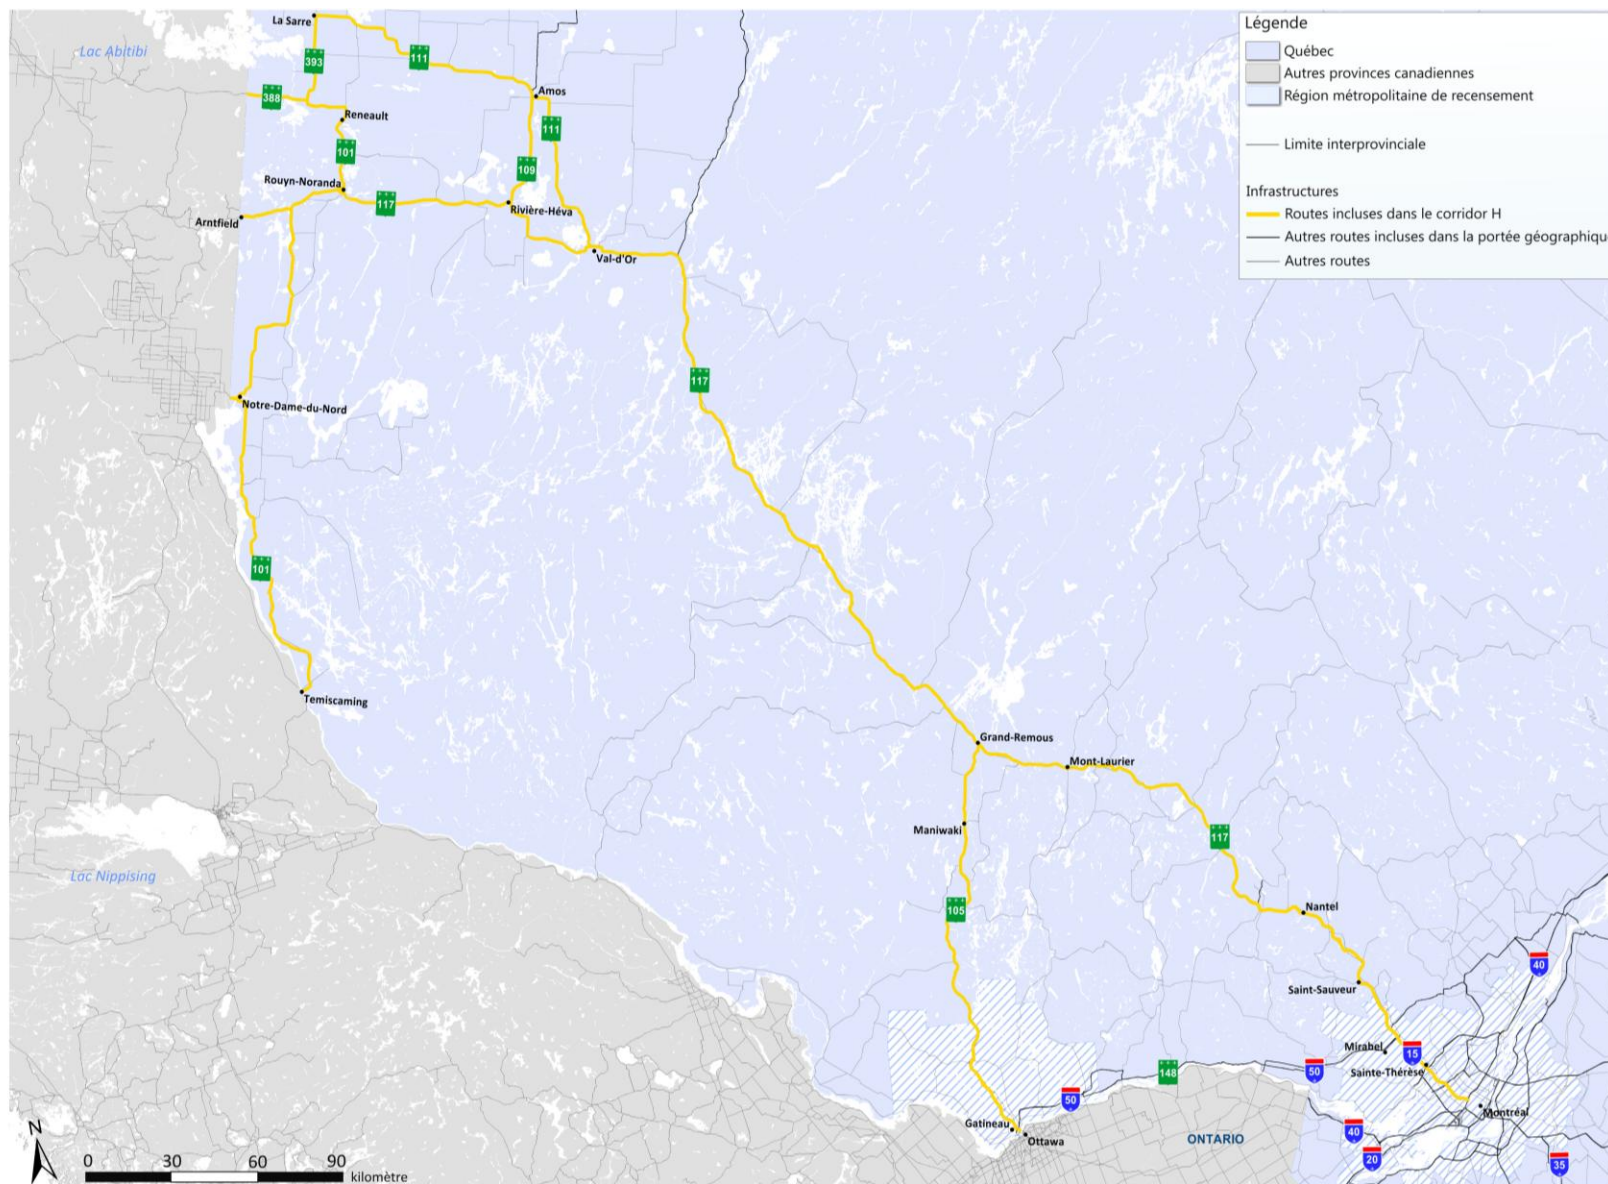 La Sarre
Lac Abitibi
393
111
388
Amos
Reneault
111
101
109
Rouyn-Noranda
117
Rivière-Héva
Arntfield
Val-d'Or
117
Notre-Dame-du-Nord
101
Temiscaming
Grand-Remous
Mont-Laurier
Maniwaki
117
Lac Nippising
105
Nantel
40
Saint-Sauveur
Mirabel
15
148
50
Sainte-Thérèse
50
Montréal
Gatineau
Ottawa
ONTARIO
40
20
35
N
0 30 60 90
kilomètre
Légende
Québec
Autres provinces canadiennes
Région métropolitaine de recensement
Limite interprovinciale
Infrastructures
Routes incluses dans le corridor H
Autres routes incluses dans la portée géographiqu
Autres routes